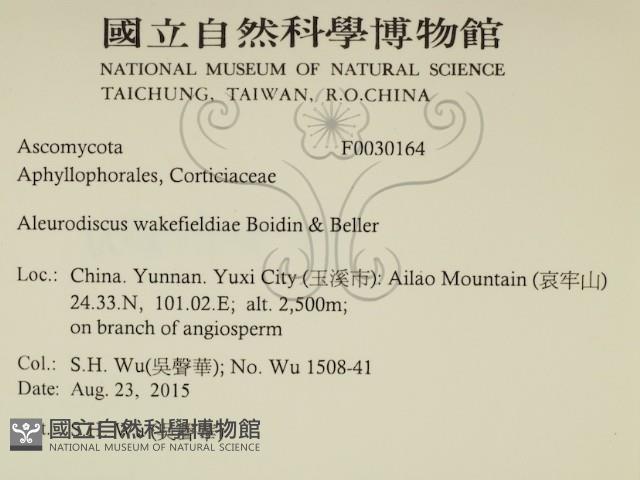 國立自然科學博物館
NATIONAL MUSEUM OF NATURAL SCIENCE
TAICHUNG, TAIWAN, R.O.CHINA
Ascomycota F0030164
Aphyllophorales, Corticiaceae
Aleurodiscus wakefieldiae Boidin & Beller
Loc.: China. Yunnan. Yuxi City (玉溪市): Ailao Mountain (哀牢山)
24.33.N, 101.02.E; alt. 2,500m;
on branch of angiosperm
Col.: S.H. Wu(吳聲華); No. Wu 1508-41
Date: Aug. 23, 2015
S.H. Wu(吳聲華)
國立自然科學博物館
NATIONAL MUSEUM OF NATURAL SCIENCE